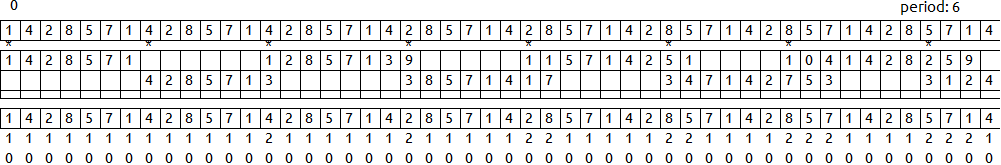 0 period: 6
1 4 2 8 5 7 1 4 2 8 5 7 1 4 2 8 5 7 1 4 2 8 5 7 1 4 2 8 5 7 1 4 2 8 5 7 1 4 2 8 5 7 1 4 2 8 5 7 1 4
* * * * * * * *
1 4 2 8 5 7 1 1 2 8 5 7 1 3 9 1 1 5 7 1 4 2 5 1 1 0 4 1 4 2 8 2 5 9
4 2 8 5 7 1 3 3 8 5 7 1 4 1 7 3 4 7 1 4 2 7 5 3 3 1 2 4
1 4 2 8 5 7 1 4 2 8 5 7 1 4 2 8 5 7 1 4 2 8 5 7 1 4 2 8 5 7 1 4 2 8 5 7 1 4 2 8 5 7 1 4 2 8 5 7 1 4
1 1 1 1 1 1 1 1 1 1 1 1 1 2 1 1 1 1 1 1 2 1 1 1 1 1 2 2 1 1 1 1 1 2 2 1 1 1 1 2 2 2 1 1 1 1 2 2 2 1
0 0 0 0 0 0 0 0 0 0 0 0 0 0 0 0 0 0 0 0 0 0 0 0 0 0 0 0 0 0 0 0 0 0 0 0 0 0 0 0 0 0 0 0 0 0 0 0 0 0